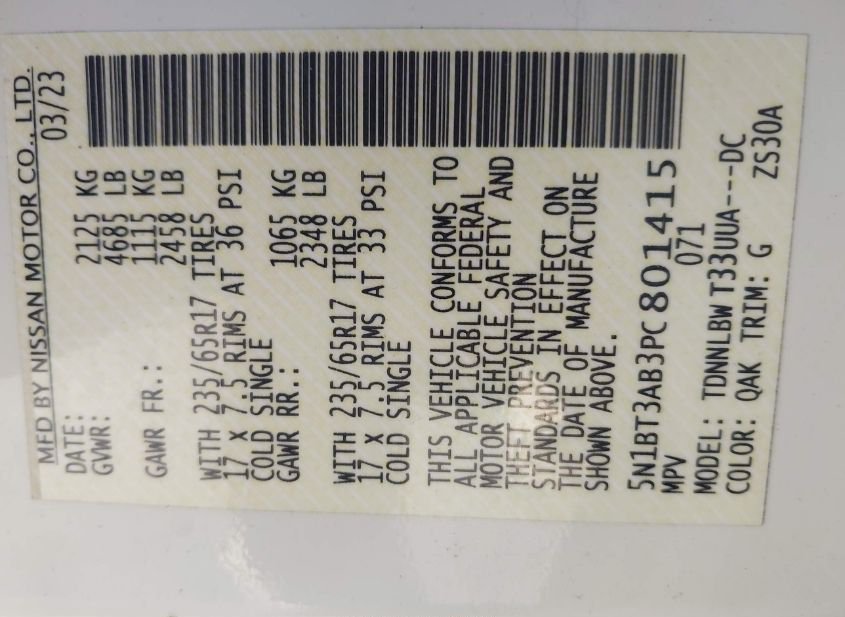 MFD BY NISSAN MOTOR CO., LTD.
DATE: 03/23
GVWR: 2125 KG
4685 LB
GAWR FR.: 1115 KG
2458 LB
WITH 235/65R17 TIRES
17 X 7.5 RIMS AT 36 PSI
COLD SINGLE
GAWR RR.: 1065 KG
2348 LB
WITH 235/65R17 TIRES
17 X 7.5 RIMS AT 33 PSI
COLD SINGLE
THIS VEHICLE CONFORMS TO
ALL APPLICABLE FEDERAL
MOTOR VEHICLE SAFETY AND
THEFT PREVENTION
STANDARDS IN EFFECT ON
THE DATE OF MANUFACTURE
SHOWN ABOVE.
5N1BT3AB3PC801415
MPV 071
MODEL: TDNNLBW T33UUA---DC
COLOR: QAK TRIM: G ZS30A